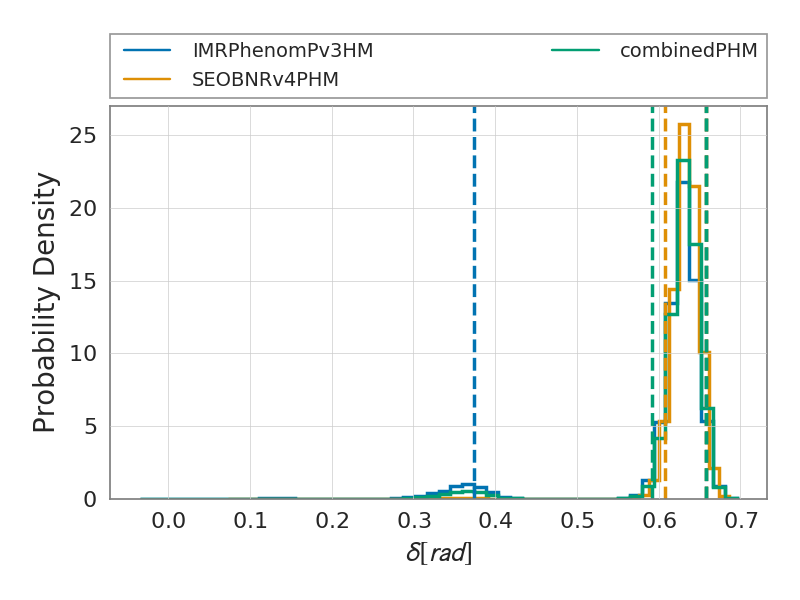 IMRPhenomPv3HM
combinedPHM
SEOBNRv4PHM
25
20
15
10
5
0
Probability Density
0.0 0.1 0.2 0.3 0.4 0.5 0.6 0.7
δ[rad]